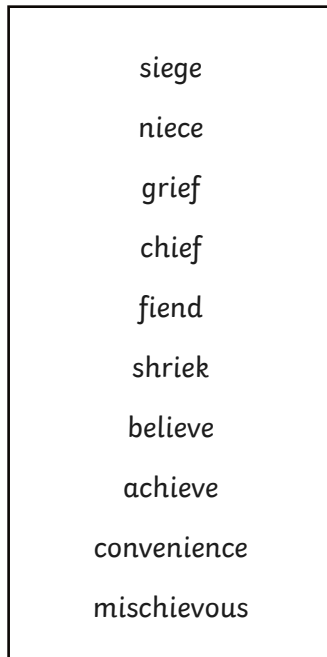 siege
niece
grief
chief
fiend
shriek
believe
achieve
convenience
mischievous